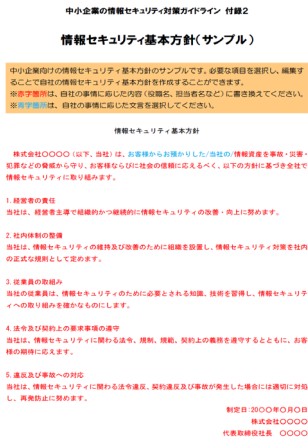 中小企業の情報セキュリティ対策ガイドライン 付録2
情報セキュリティ基本方針(サンプル)
中小企業向けの情報セキュリティ基本方針のサンプルです。必要な項目を選択し、編集す
ることで自社の情報セキュリティ基本方針を作成することができます。
※赤字箇所は、自社の事情に応じた内容(役職名、担当者名など)に書き換えてください。
※青字箇所は、自社の事情に応じた文言を選択してください。
情報セキュリティ基本方針
株式会社〇〇〇〇(以下、当社)は、お客様からお預かりした/当社の/情報資産を事故・災害・
犯罪などの脅威から守り、お客様ならびに社会の信頼に応えるべく、以下の方針に基づき全社で
情報セキュリティに取り組みます。
1.経営者の責任
当社は、経営者主導で組織的かつ継続的に情報セキュリティの改善・向上に努めます。
2.社内体制の整備
当社は、情報セキュリティの維持及び改善のために組織を設置し、情報セキュリティ対策を社内
の正式な規則として定めます。
3.従業員の取組み
当社の従業員は、情報セキュリティのために必要とされる知識、技術を習得し、情報セキュリテ
ィへの取り組みを確かなものにします。
4.法令及び契約上の要求事項の遵守
当社は、情報セキュリティに関わる法令、規制、規範、契約上の義務を遵守するとともに、お客
様の期待に応えます。
5.違反及び事故への対応
当社は、情報セキュリティに関わる法令違反、契約違反及び事故が発生した場合には適切に対処
し、再発防止に努めます。
制定日:20〇〇年〇月〇日
株式会社〇〇〇〇
代表取締役社長 〇〇〇〇